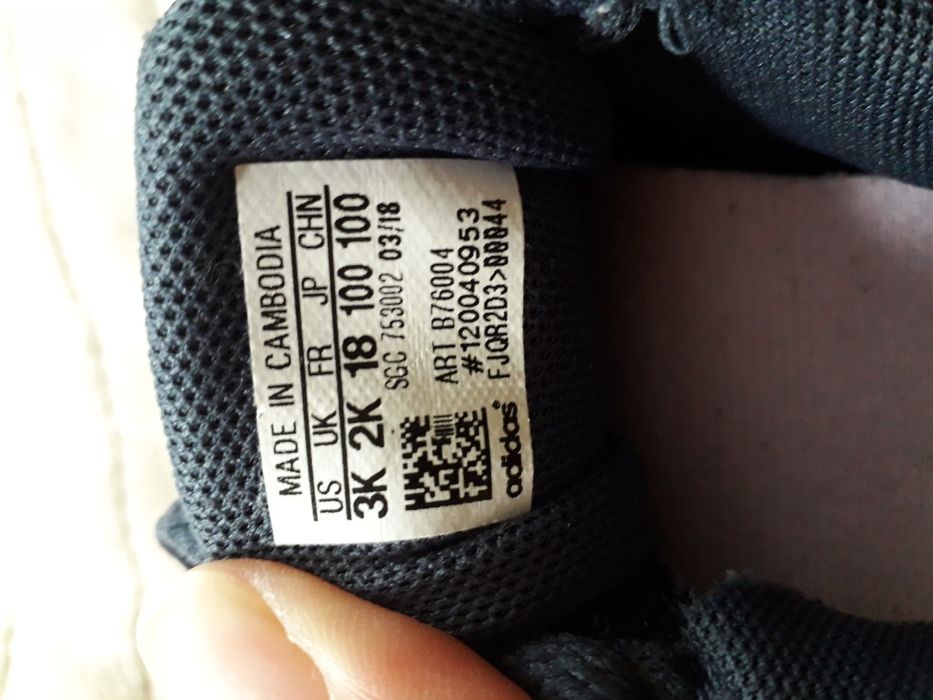 MADE IN CAMBODIA
US UK FR JP CHN
3K 2K 18 100 100
SGC 753002 03/18
ART B76004
#120040953
FJQR2D3>00044
adidas